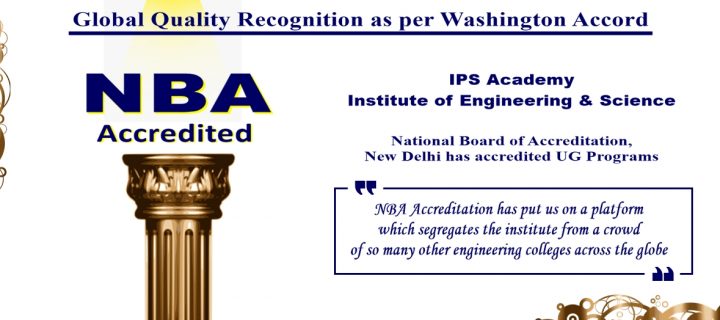 Global Quality Recognition as per Washington Accord
NBA
Accredited
IPS Academy
Institute of Engineering & Science
National Board of Accreditation,
New Delhi has accredited UG Programs
" NBA Accreditation has put us on a platform
which segregates the institute from a crowd
of so many other engineering colleges across the globe "